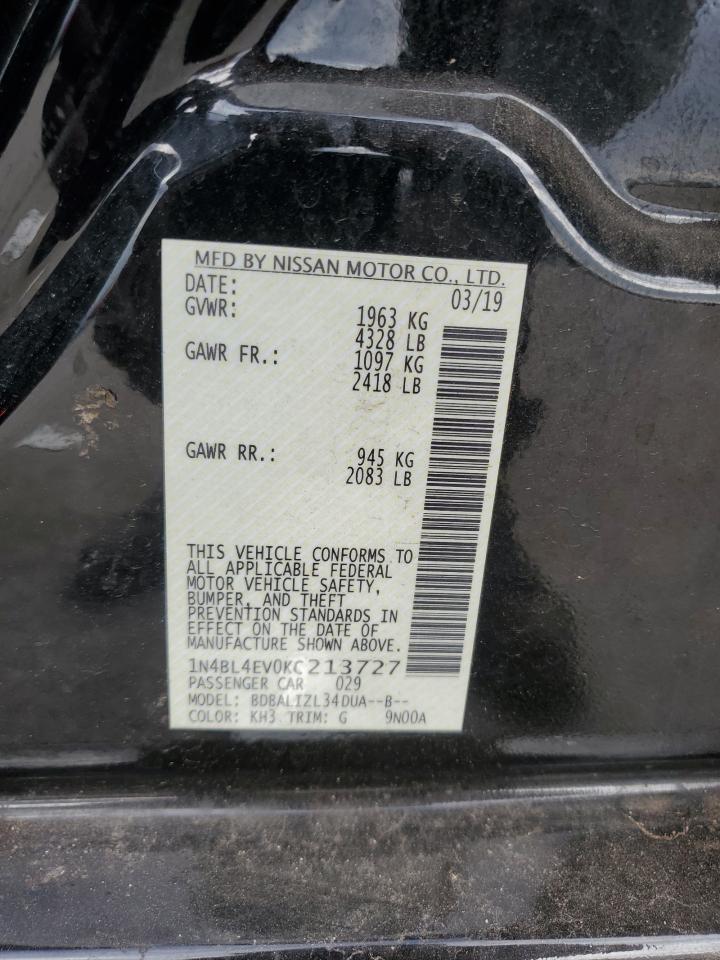 MFD BY NISSAN MOTOR CO., LTD.
DATE: 03/19
GVWR: 1963 KG
4328 LB
GAWR FR.: 1097 KG
2418 LB
GAWR RR.: 945 KG
2083 LB
THIS VEHICLE CONFORMS TO
ALL APPLICABLE FEDERAL
MOTOR VEHICLE SAFETY,
BUMPER, AND THEFT
PREVENTION STANDARDS IN
EFFECT ON THE DATE OF
MANUFACTURE SHOWN ABOVE.
1N4BL4EV0KC213727
PASSENGER CAR 029
MODEL: BDBALIZL34DUA--B--
COLOR: KH3 TRIM: G 9N00A